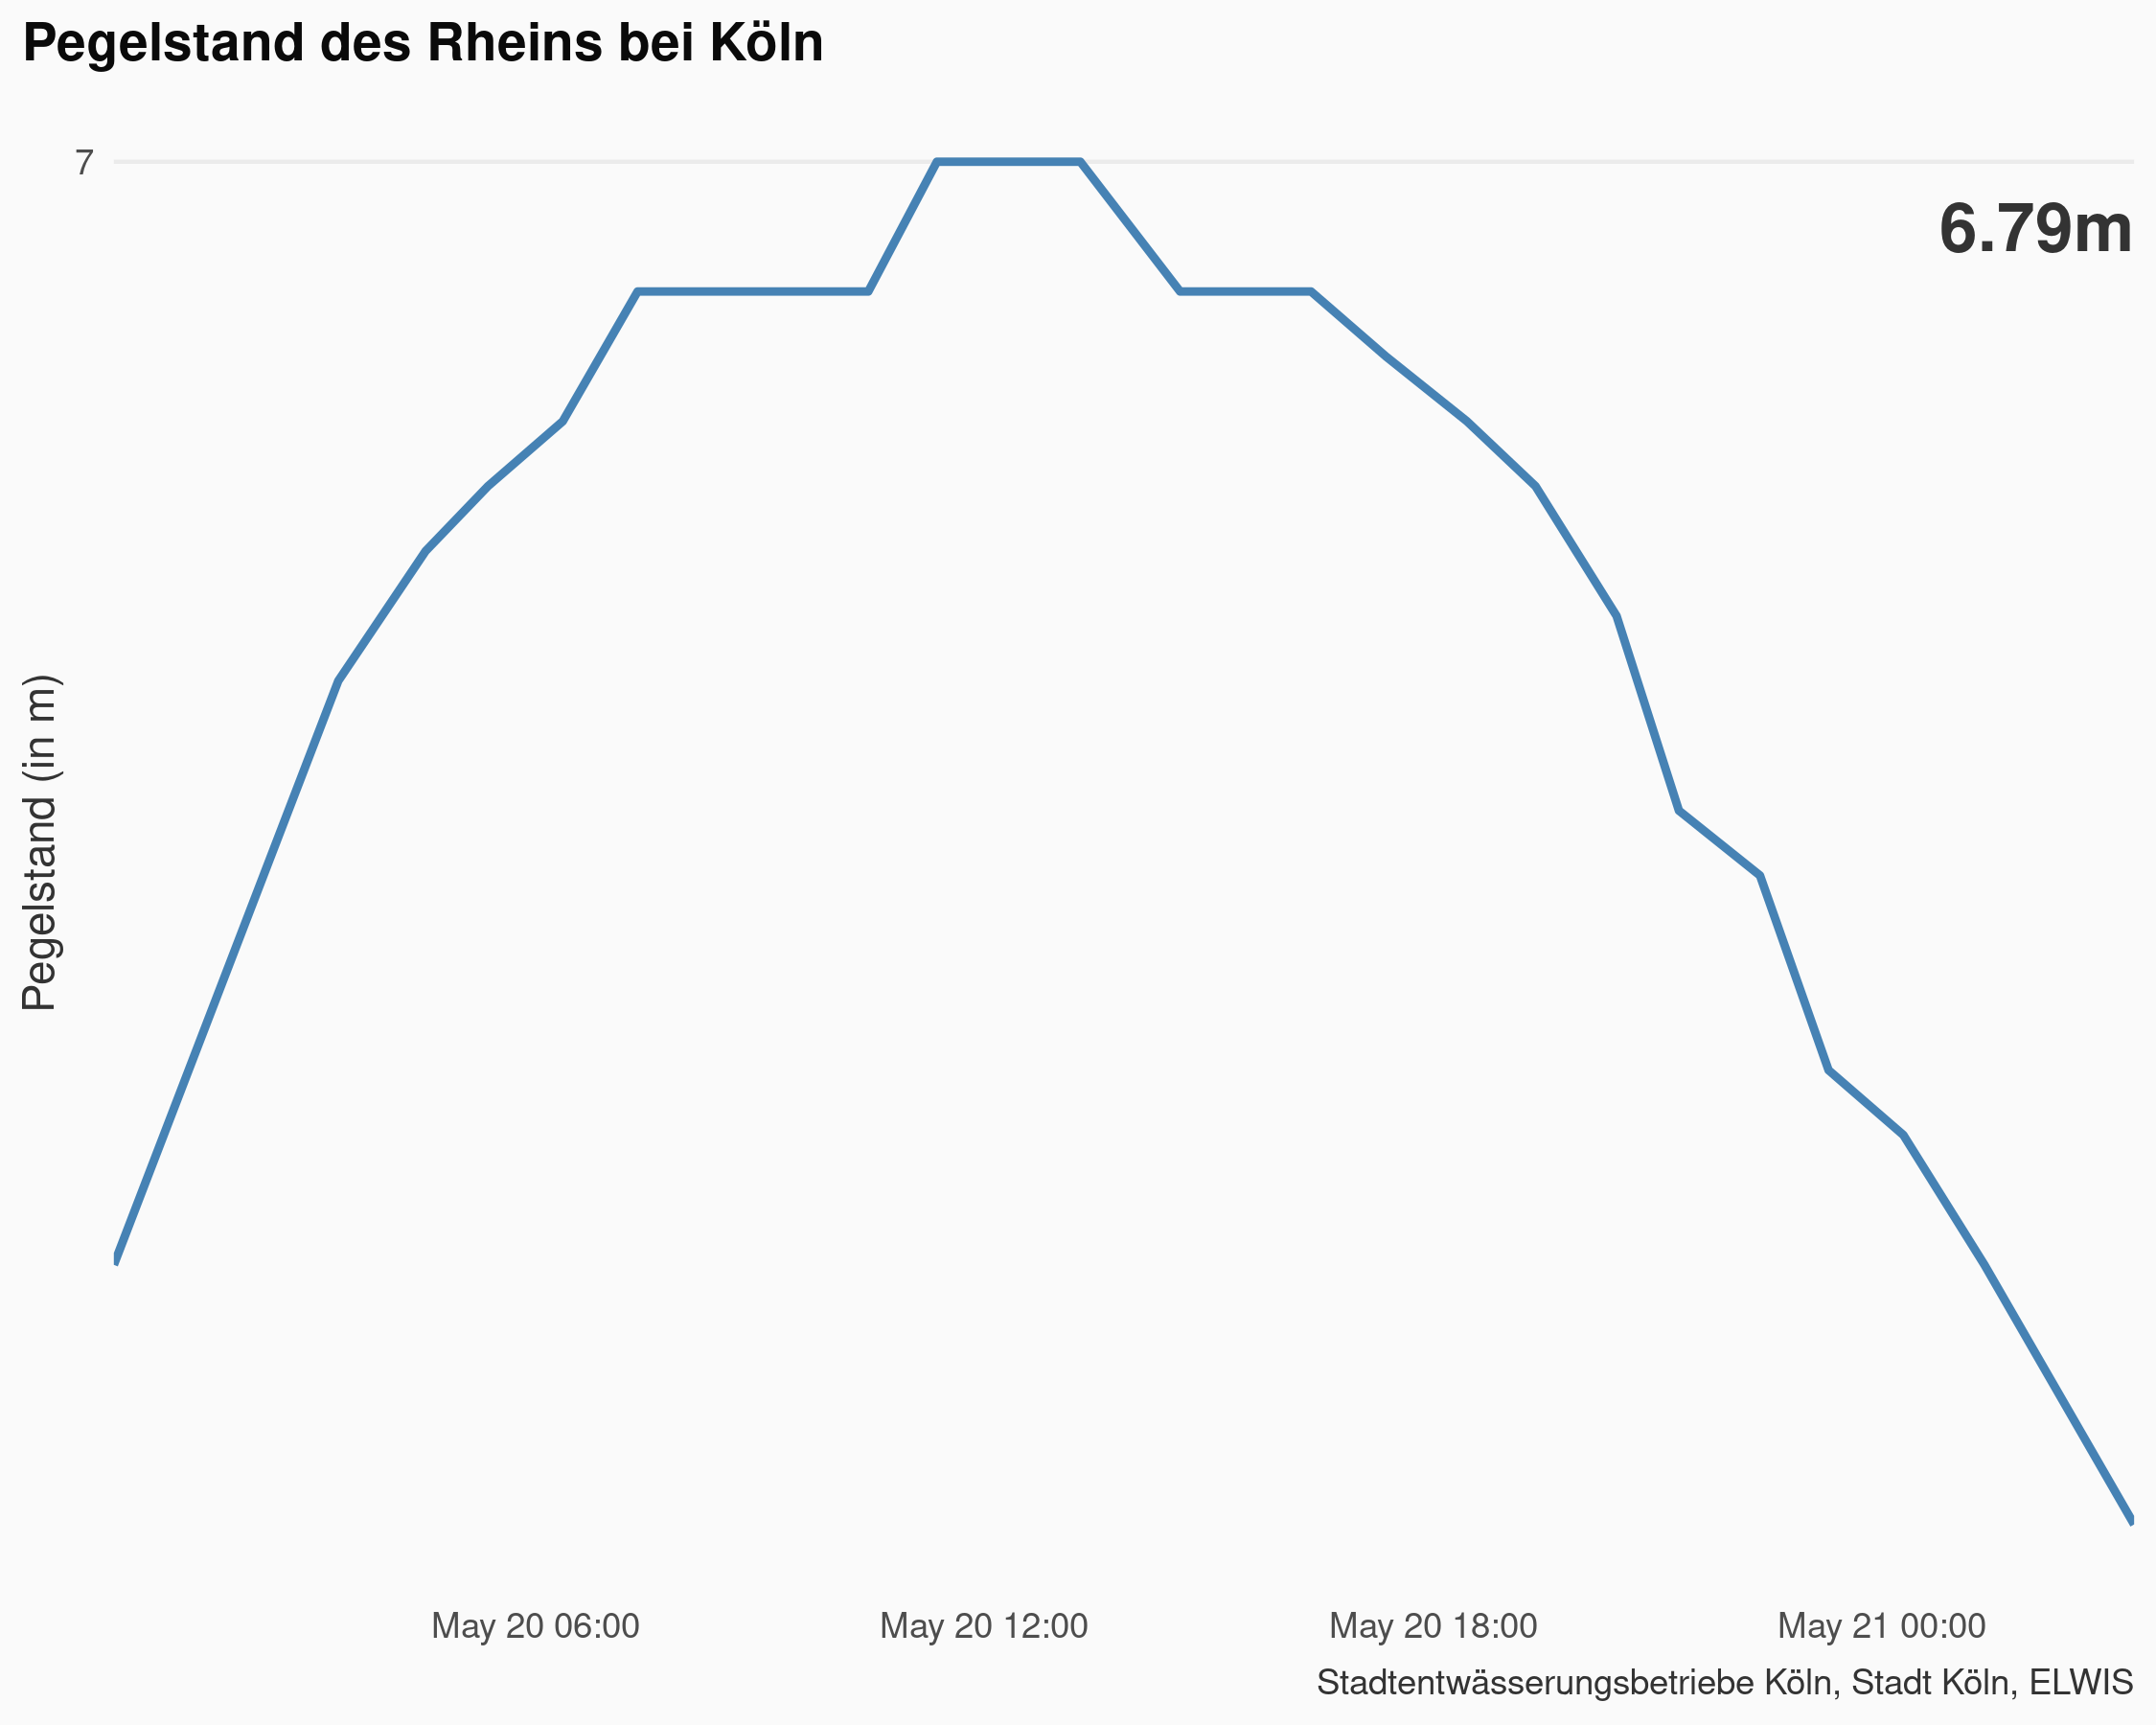 Pegelstand des Rheins bei Köln
7
6.79m
Pegelstand (in m)
May 20 06:00
May 20 12:00
May 20 18:00
May 21 00:00
Stadtentwässerungsbetriebe Köln, Stadt Köln, ELWIS